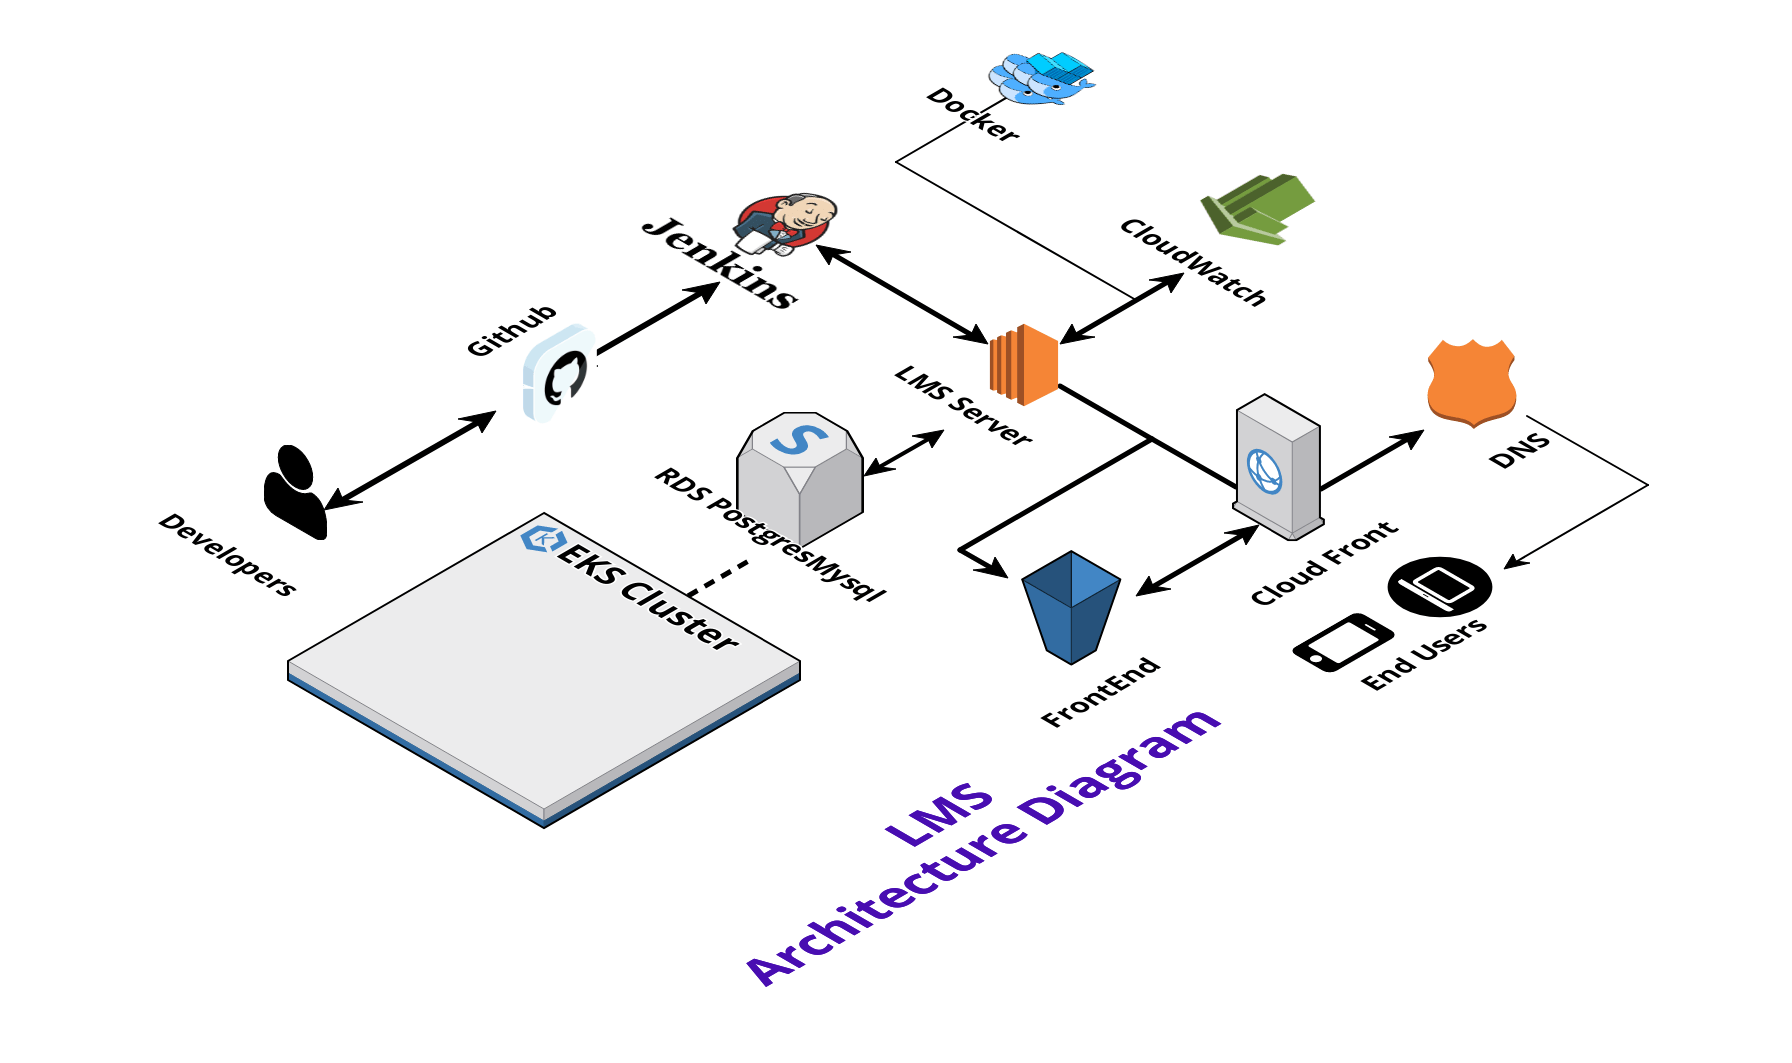 Docker
CloudWatch
Jenkins
Github
LMS Server
DNS
Developers
S
RDS PostgresMysql
K
EKS Cluster
Cloud Front
End Users
FrontEnd
LMS
Architecture Diagram